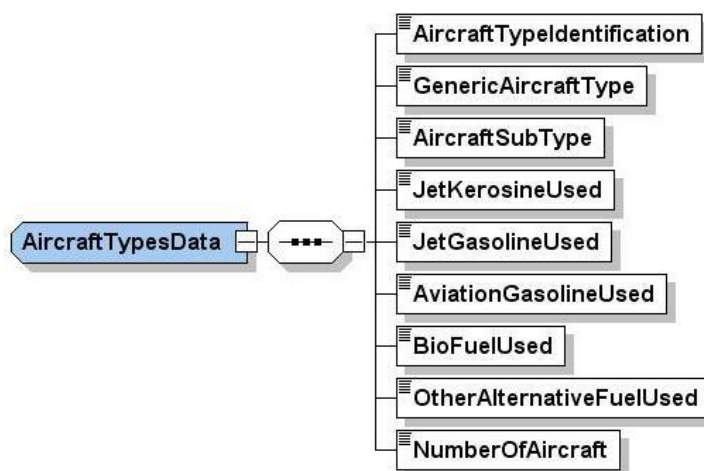 AircraftTypeIdentification
GenericAircraftType
AircraftSubType
JetKerosineUsed
AircraftTypesData
JetGasolineUsed
AviationGasolineUsed
BioFuelUsed
OtherAlternativeFuelUsed
NumberOfAircraft